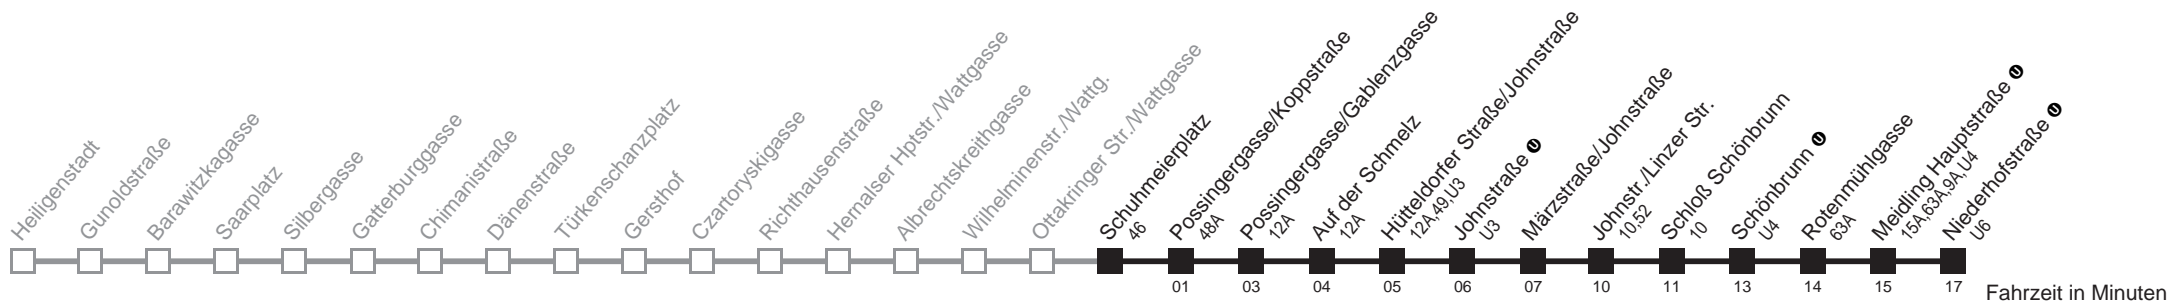 Heiligenstadt
Gunoldstraße
Barawitzkagasse
Saarplatz
Silbergasse
Gatterburggasse
Chimanistraße
Dänenstraße
Türkenschanzplatz
Gersthof
Czartoryskigasse
Richthausenstraße
Hernalser Hptstr./Wattgasse
Albrechtskreithgasse
Wilhelminenstr./Wattg.
Ottakringer Str./Wattgasse
Schuhmeierplatz
46
Possingergasse/Koppstraße
48A
Possingergasse/Gablenzgasse
12A
Auf der Schmelz
12A
Hütteldorfer Straße/Johnstraße
12A,49,U3
Johnstraße U
U3
Märzstraße/Johnstraße
Johnstr./Linzer Str.
10,52
Schloß Schönbrunn
10
Schönbrunn U
U4
Rotenmühlgasse
63A
Meidling Hauptstraße U
15A,63A,9A,U4
Niederhofstraße U
U6
01 03 04 05 06 07 10 11 13 14 15 17 Fahrzeit in Minuten